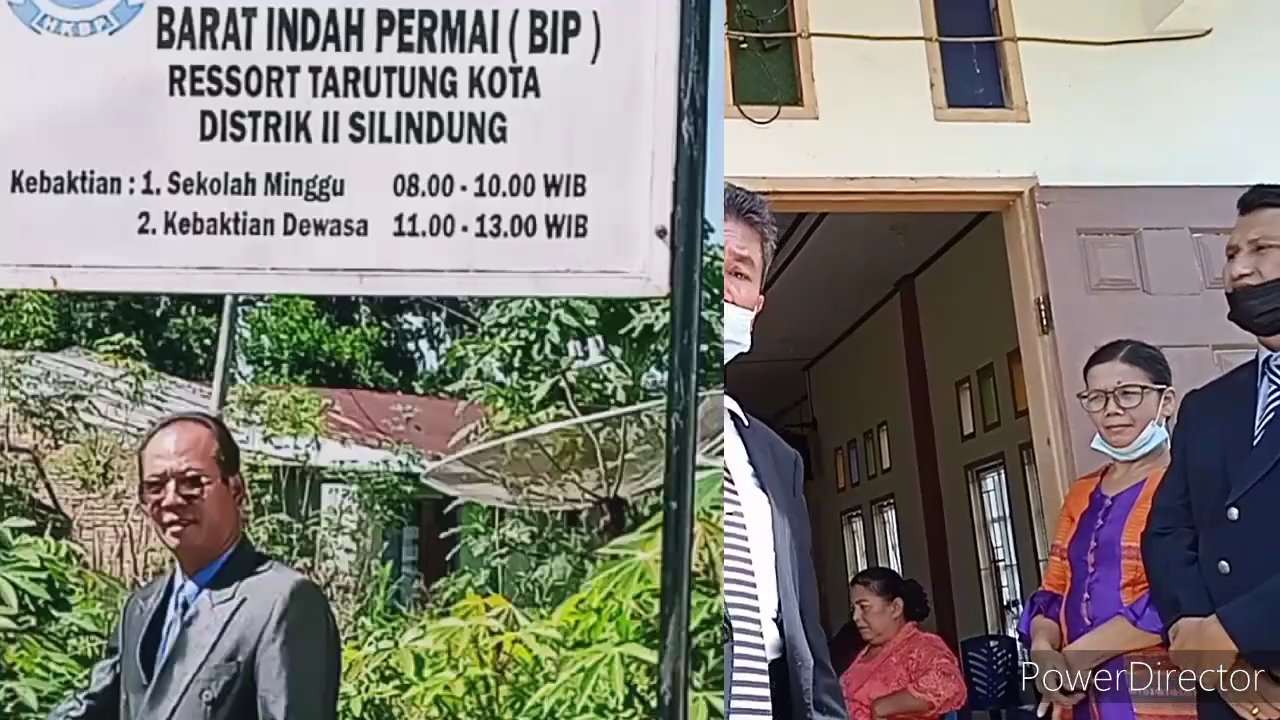 HKBP
BARAT INDAH PERMAI ( BIP )
RESSORT TARUTUNG KOTA
DISTRIK II SILINDUNG
Kebaktian : 1. Sekolah Minggu 08.00 - 10.00 WIB
2. Kebaktian Dewasa 11.00 - 13.00 WIB
PowerDirector